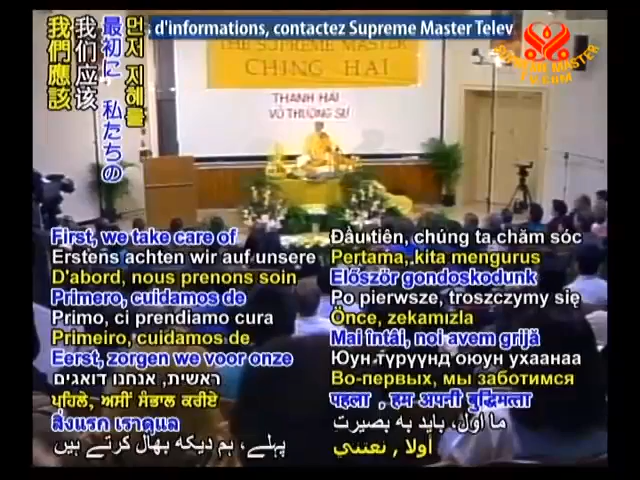 s d'informations, contactez Supreme Master Telev
SUPREME MASTER
TV.COM
THE SUPREME MASTER
CHING HAI
THANH HAI
VÔ THƯỢNG SƯ
먼저 지혜를
最初に、私たちの
我们应该
我們應該
First, we take care of
Erstens achten wir auf unsere
D'abord, nous prenons soin
Primero, cuidamos de
Primo, ci prendiamo cura
Primeiro, cuidamos de
Eerst, zorgen we voor onze
ראשית, אנחנו דואגים
ਪਹਿਲੇ, ਅਸੀਂ ਸੰਭਾਲ ਕਰੀਏ
สิ่งแรก เราดูแล
پہلے، ہم دیکھ بھال کرتے ہیں
Đầu tiên, chúng ta chăm sóc
Pertama, kita mengurus
Először gondoskodunk
Po pierwsze, troszczymy się
Önce, zekamızla
Mai întâi, noi avem grijă
Юун түрүүнд оюун ухаанаа
Во-первых, мы заботимся
पहला , हम अपनी बुद्धिमत्ता
ما اول، باید به بصیرت
أولا , نعتني